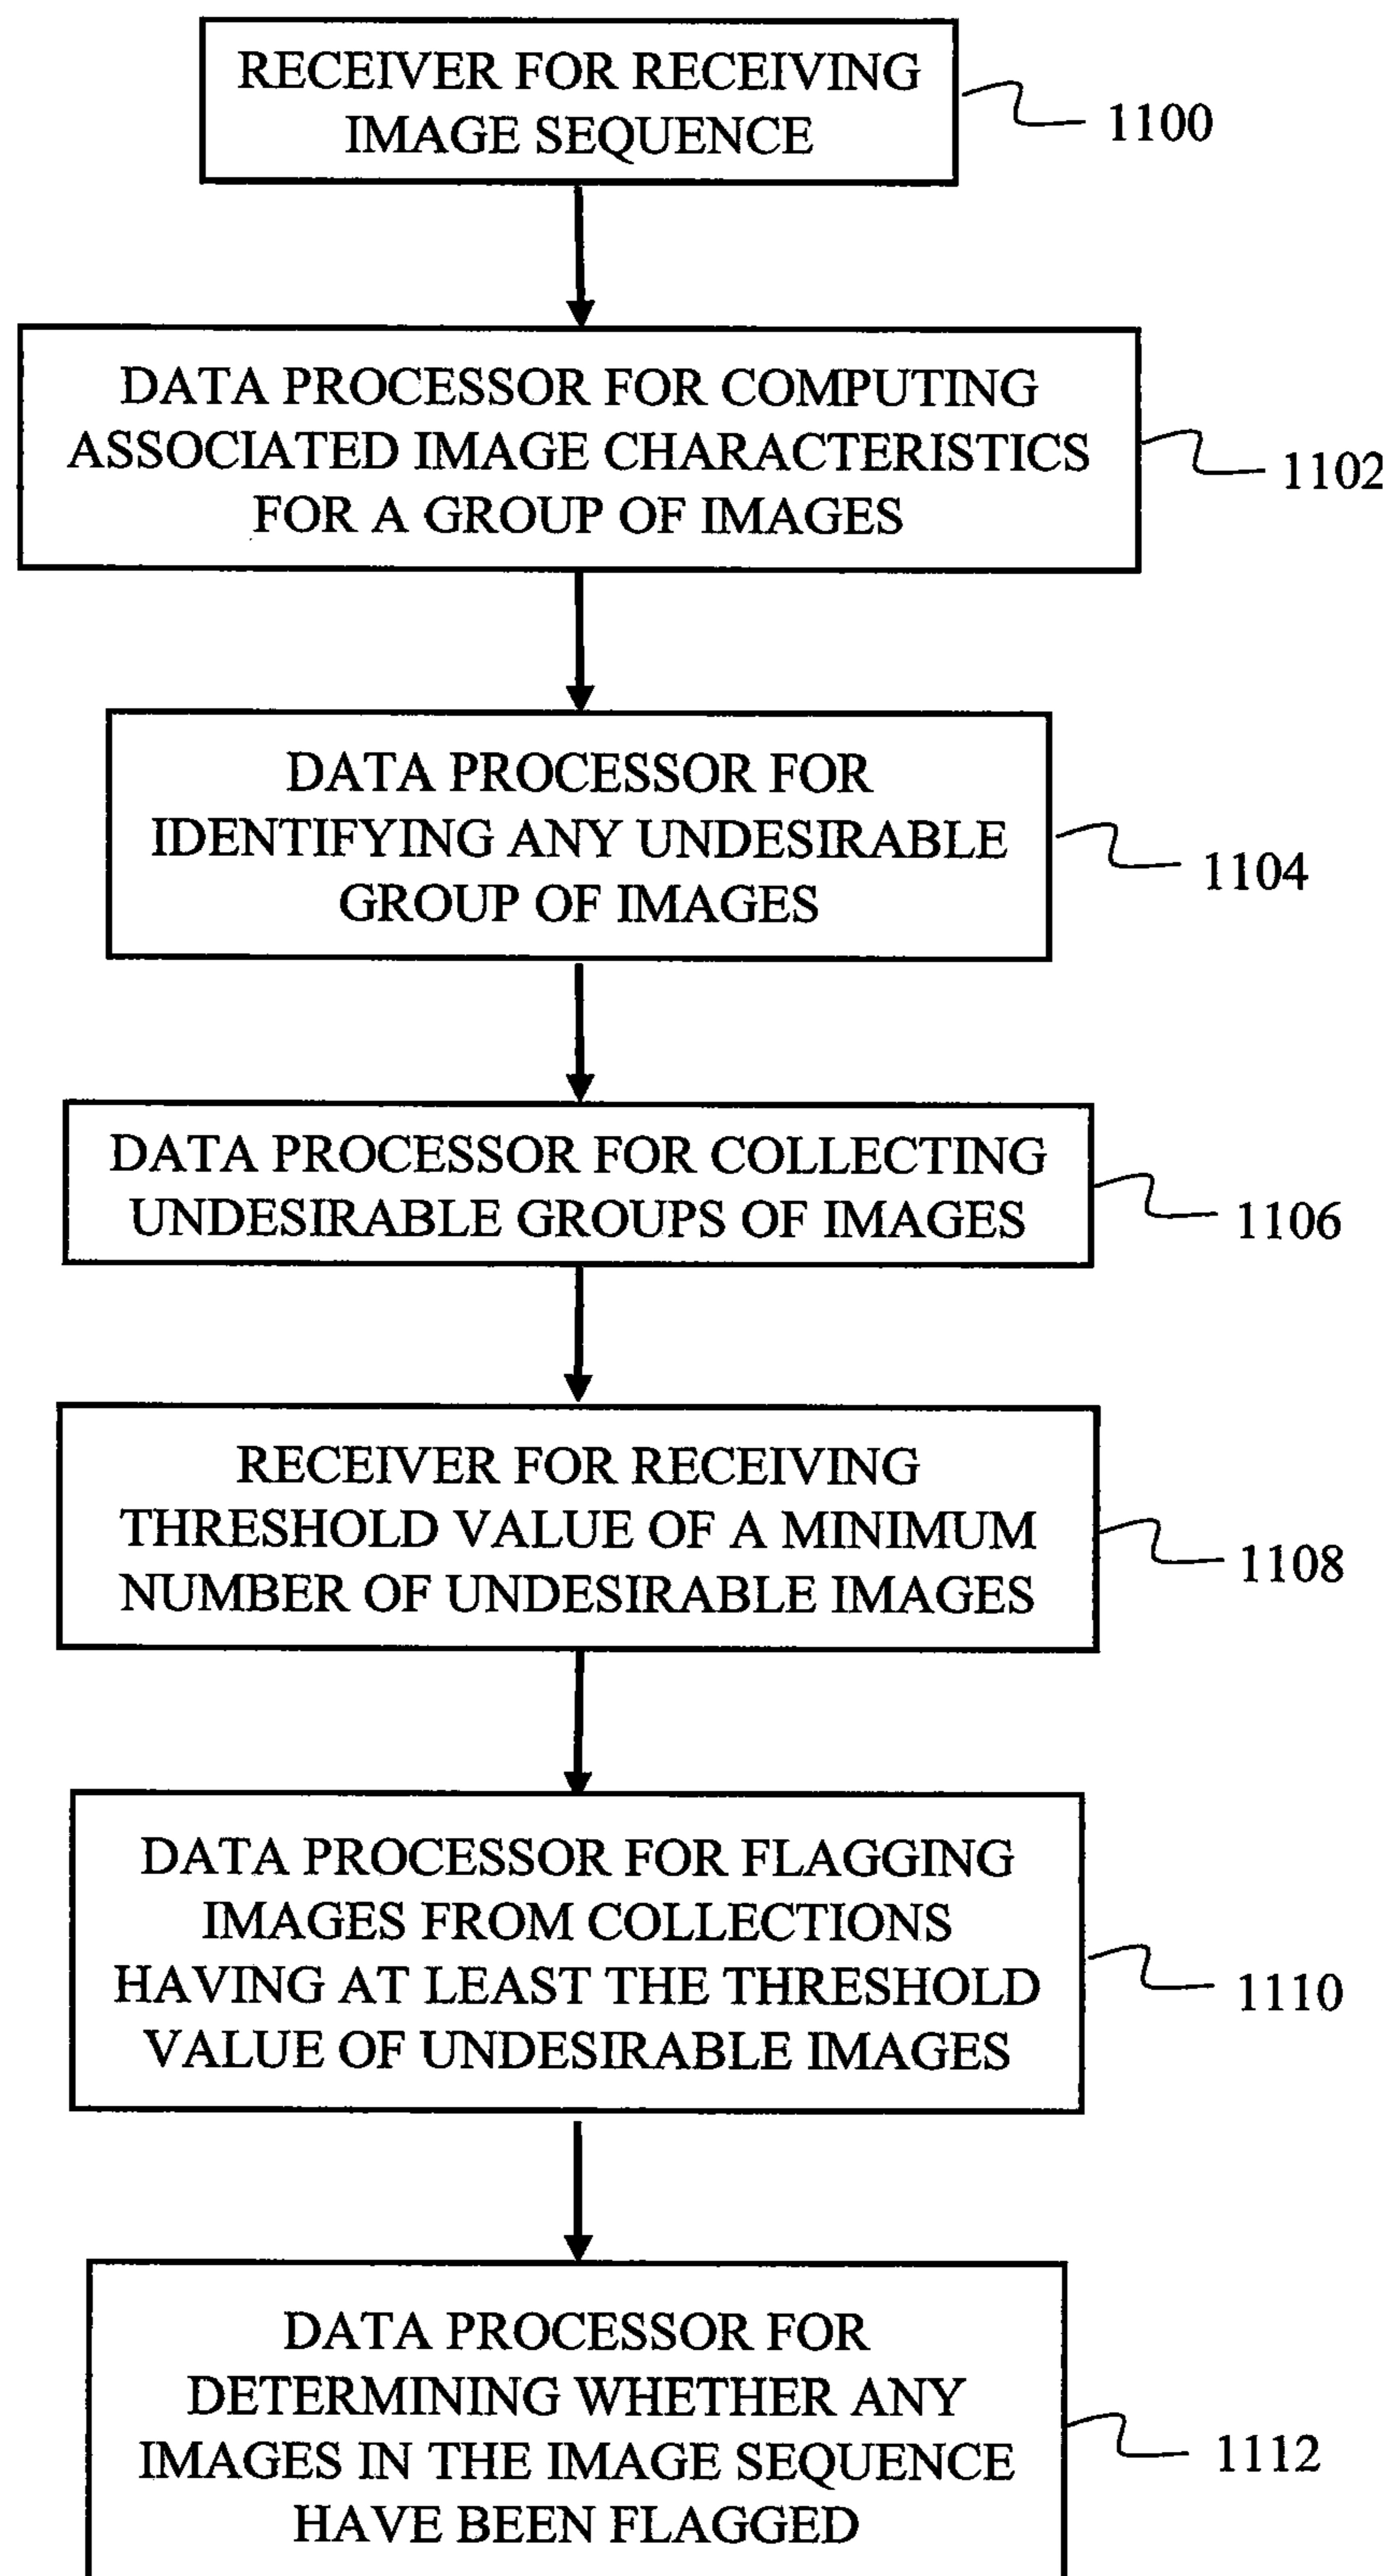 RECEIVER FOR RECEIVING
IMAGE SEQUENCE
1100
DATA PROCESSOR FOR COMPUTING
ASSOCIATED IMAGE CHARACTERISTICS
FOR A GROUP OF IMAGES
1102
DATA PROCESSOR FOR
IDENTIFYING ANY UNDESIRABLE
GROUP OF IMAGES
1104
DATA PROCESSOR FOR COLLECTING
UNDESIRABLE GROUPS OF IMAGES
1106
RECEIVER FOR RECEIVING
THRESHOLD VALUE OF A MINIMUM
NUMBER OF UNDESIRABLE IMAGES
1108
DATA PROCESSOR FOR FLAGGING
IMAGES FROM COLLECTIONS
HAVING AT LEAST THE THRESHOLD
VALUE OF UNDESIRABLE IMAGES
1110
DATA PROCESSOR FOR
DETERMINING WHETHER ANY
IMAGES IN THE IMAGE SEQUENCE
HAVE BEEN FLAGGED
1112